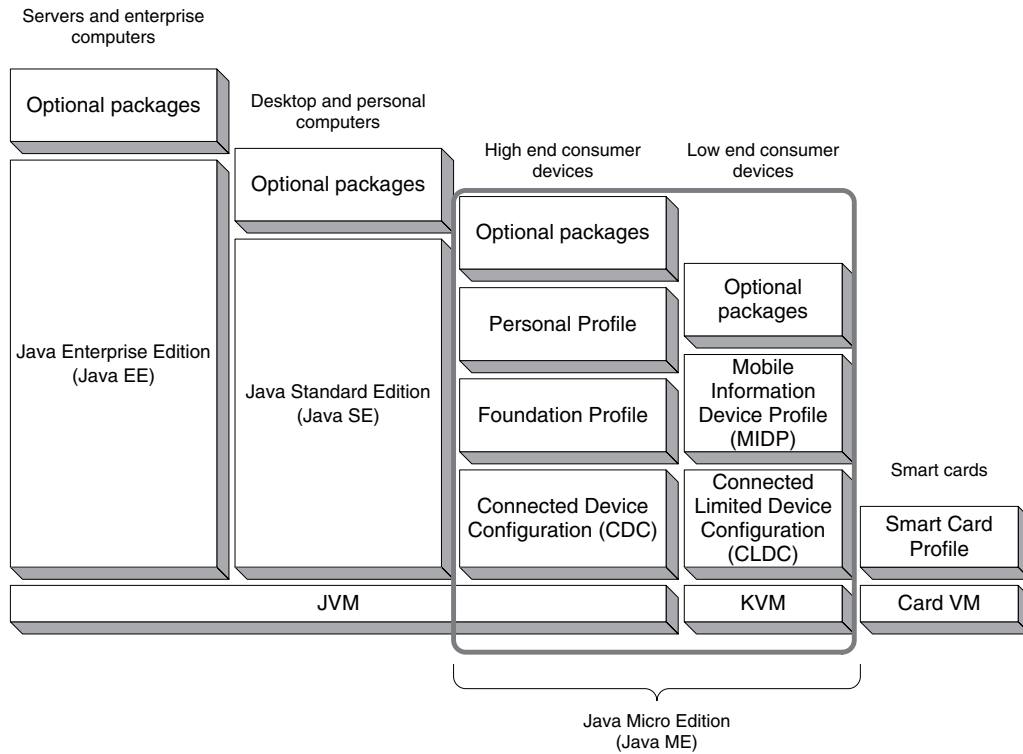 Servers and enterprise
computers
Optional packages
Java Enterprise Edition
(Java EE)
Desktop and personal
computers
Optional packages
Java Standard Edition
(Java SE)
High end consumer
devices
Optional packages
Personal Profile
Foundation Profile
Connected Device
Configuration (CDC)
Low end consumer
devices
Optional
packages
Mobile
Information
Device Profile
(MIDP)
Connected
Limited Device
Configuration
(CLDC)
Smart cards
Smart Card
Profile
JVM
KVM
Card VM
Java Micro Edition
(Java ME)